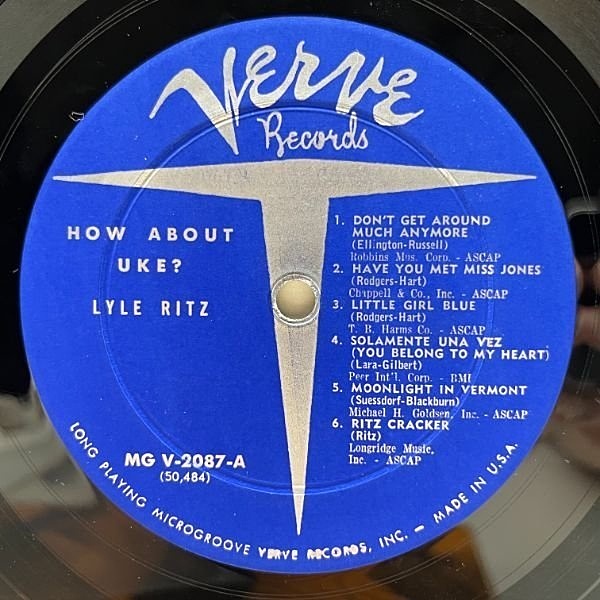 Verve
Records
HOW ABOUT
UKE?
LYLE RITZ
MG V-2087-A
(50,484)
1. DON'T GET AROUND
MUCH ANYMORE
(Ellington-Russell)
Robbins Mus. Corp. - ASCAP
2. HAVE YOU MET MISS JONES
(Rodgers-Hart)
Chappell & Co., Inc. - ASCAP
3. LITTLE GIRL BLUE
(Rodgers-Hart)
T. B. Harms Co. - ASCAP
4. SOLAMENTE UNA VEZ
(YOU BELONG TO MY HEART)
(Lara-Gilbert)
Peer Int'l. Corp. - BMI
5. MOONLIGHT IN VERMONT
(Suessdorf-Blackburn)
Michael H. Goldsen, Inc. - ASCAP
6. RITZ CRACKER
(Ritz)
Longridge Music,
Inc. - ASCAP
LONG PLAYING MICROGROOVE VERVE RECORDS, INC. — MADE IN U.S.A.